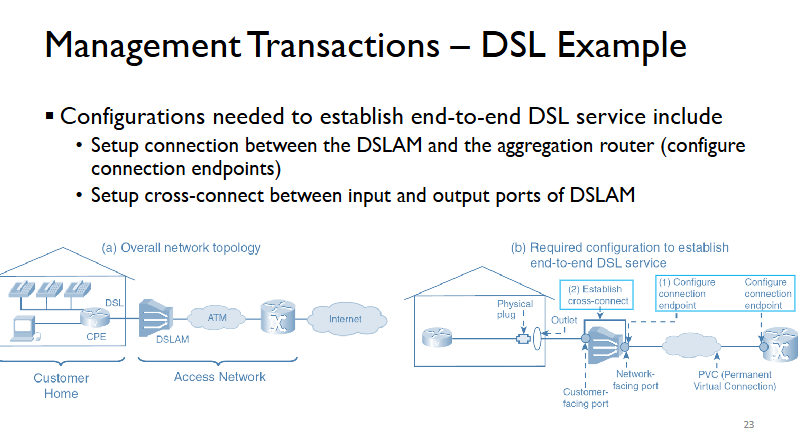 Management Transactions – DSL Example
▪ Configurations needed to establish end-to-end DSL service include
• Setup connection between the DSLAM and the aggregation router (configure
connection endpoints)
• Setup cross-connect between input and output ports of DSLAM
(a) Overall network topology
DSL
CPE
DSLAM
ATM
Internet
Customer
Home
Access Network
(b) Required configuration to establish
end-to-end DSL service
(2) Establish
cross-connect
(1) Configure
connection
endpoint
Configure
connection
endpoint
Physical
plug
Outlet
Customer-
facing port
Network-
facing port
PVC (Permanent
Virtual Connection)
23